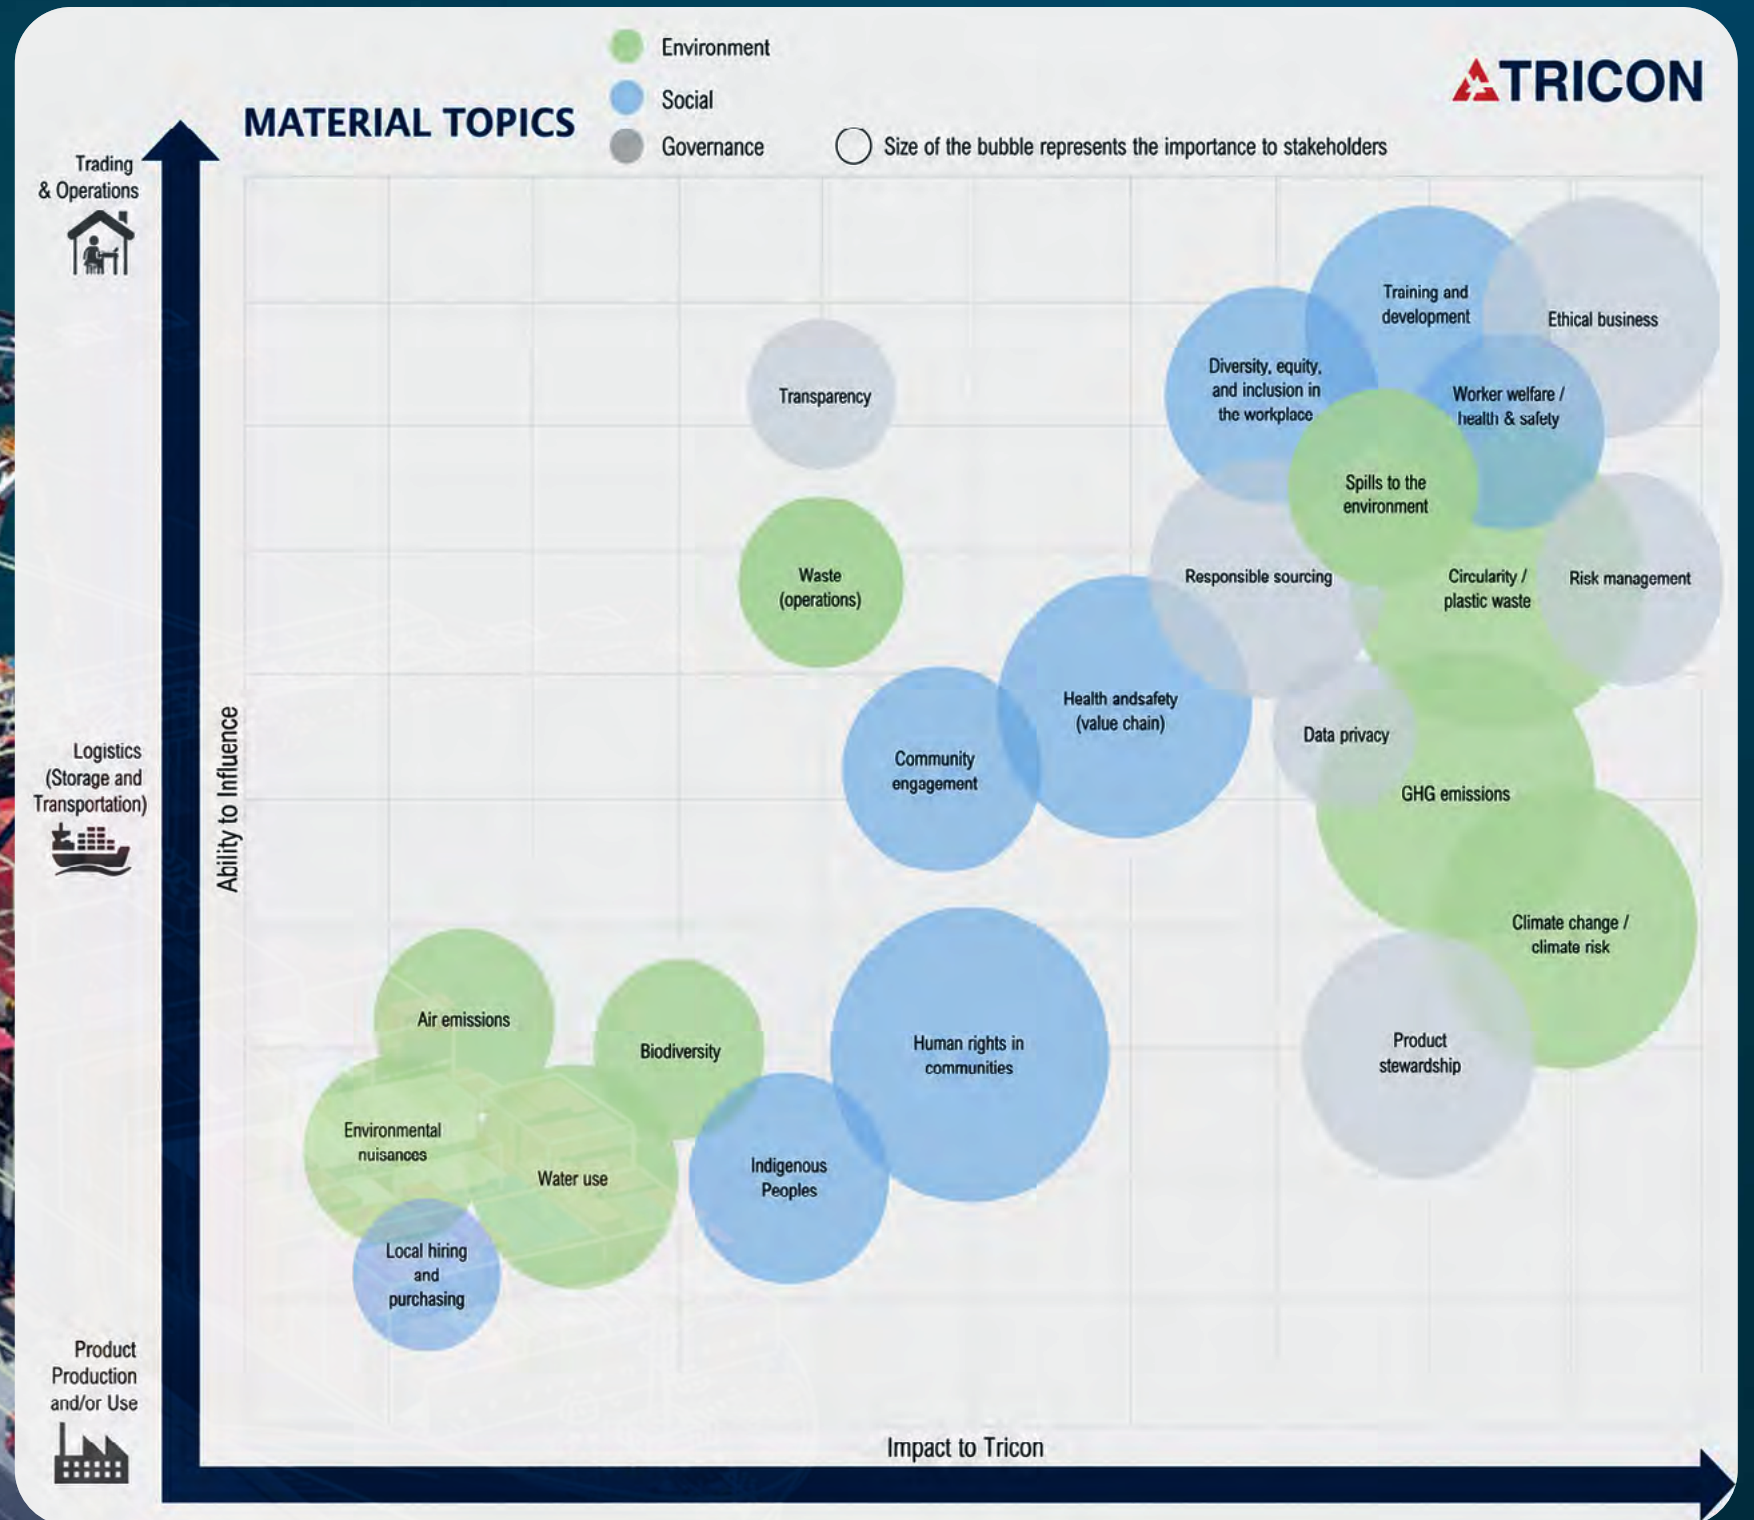 Environment
Social
Governance
MATERIAL TOPICS
Size of the bubble represents the importance to stakeholders
TRICON
Trading
& Operations
Logistics
(Storage and
Transportation)
Product
Production
and/or Use
Ability to Influence
Training and
development
Ethical business
Diversity, equity,
and inclusion in
the workplace
Worker welfare /
health & safety
Transparency
Spills to the
environment
Waste
(operations)
Responsible sourcing
Circularity /
plastic waste
Risk management
Health andsafety
(value chain)
Data privacy
Community
engagement
GHG emissions
Climate change /
climate risk
Air emissions
Biodiversity
Human rights in
communities
Product
stewardship
Environmental
nuisances
Water use
Indigenous
Peoples
Local hiring
and
purchasing
Impact to Tricon